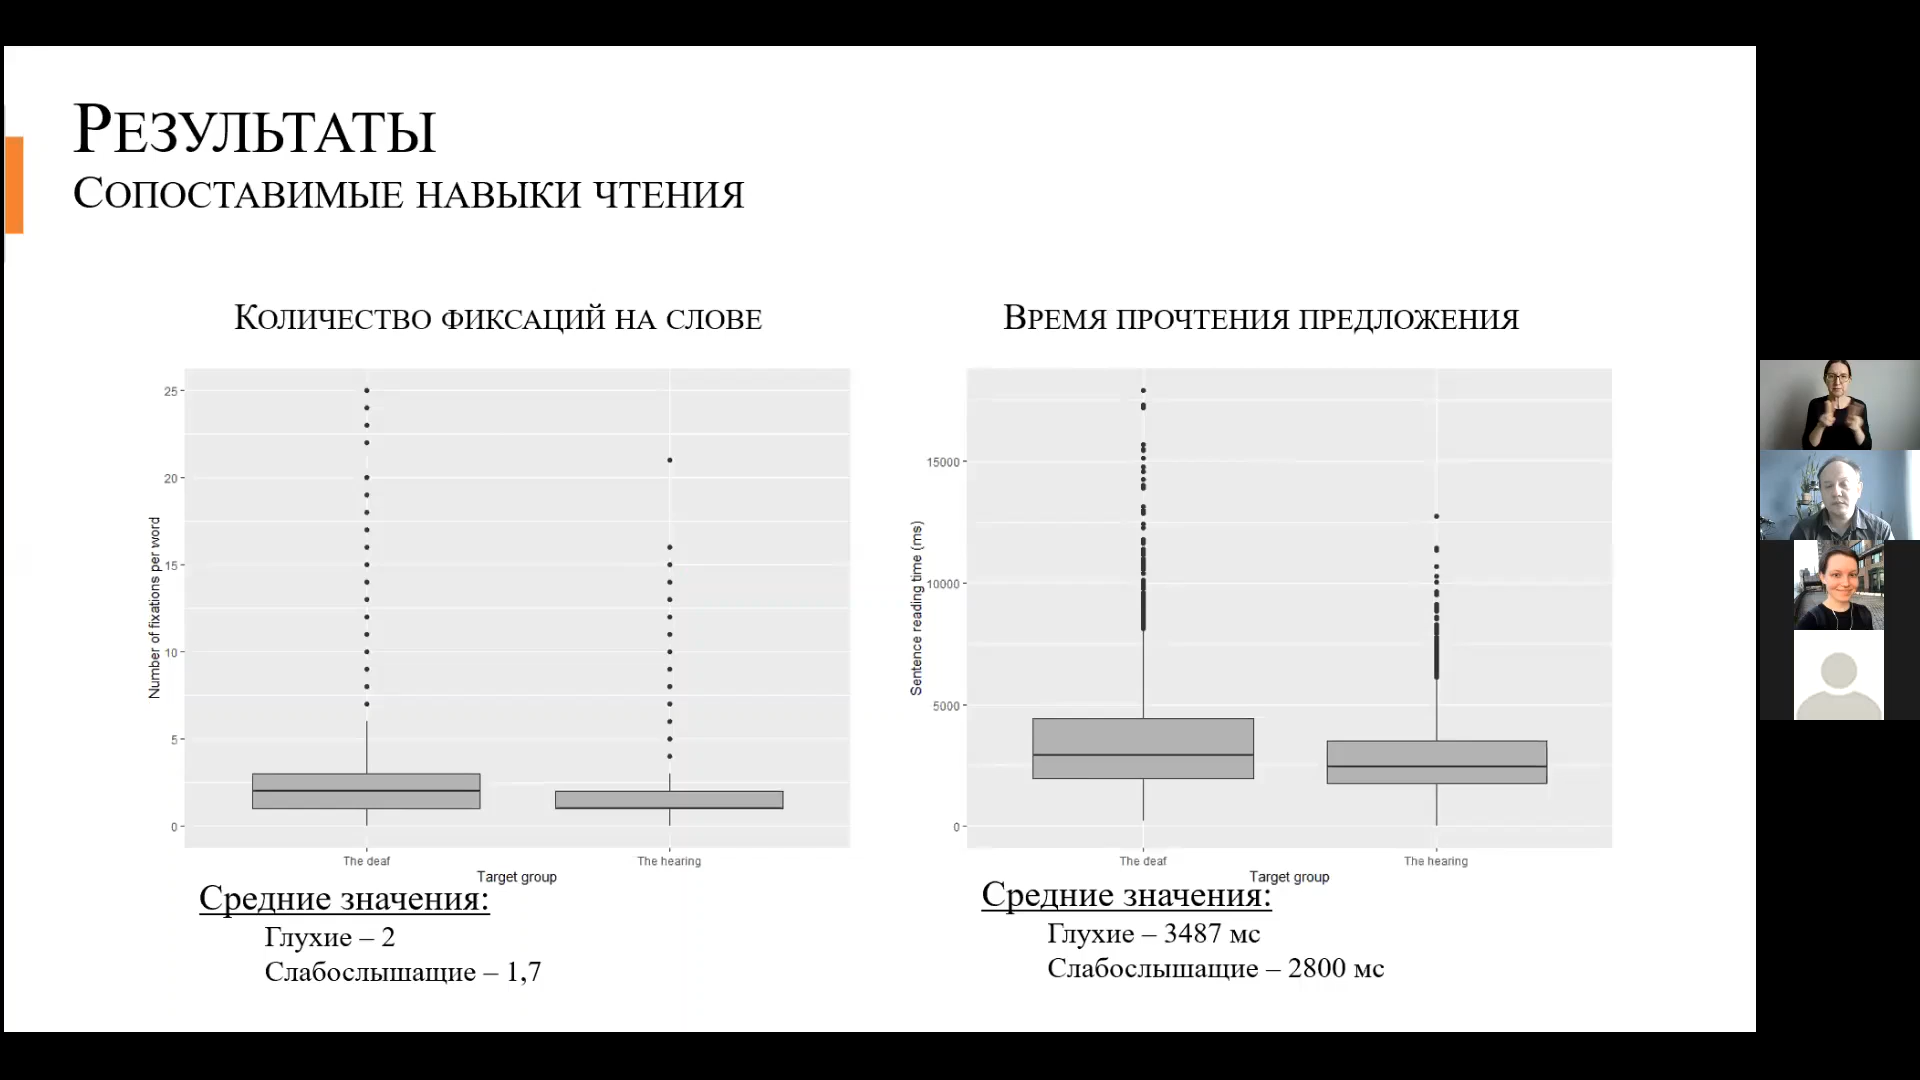 Результаты
Сопоставимые навыки чтения
Количество фиксаций на слове
25
20
15
10
5
0
Number of fixations per word
The deaf
The hearing
Target group
Средние значения:
Глухие – 2
Слабослышащие – 1,7
Время прочтения предложения
15000
10000
5000
0
Sentence reading time (ms)
The deaf
The hearing
Target group
Средние значения:
Глухие – 3487 мс
Слабослышащие – 2800 мс